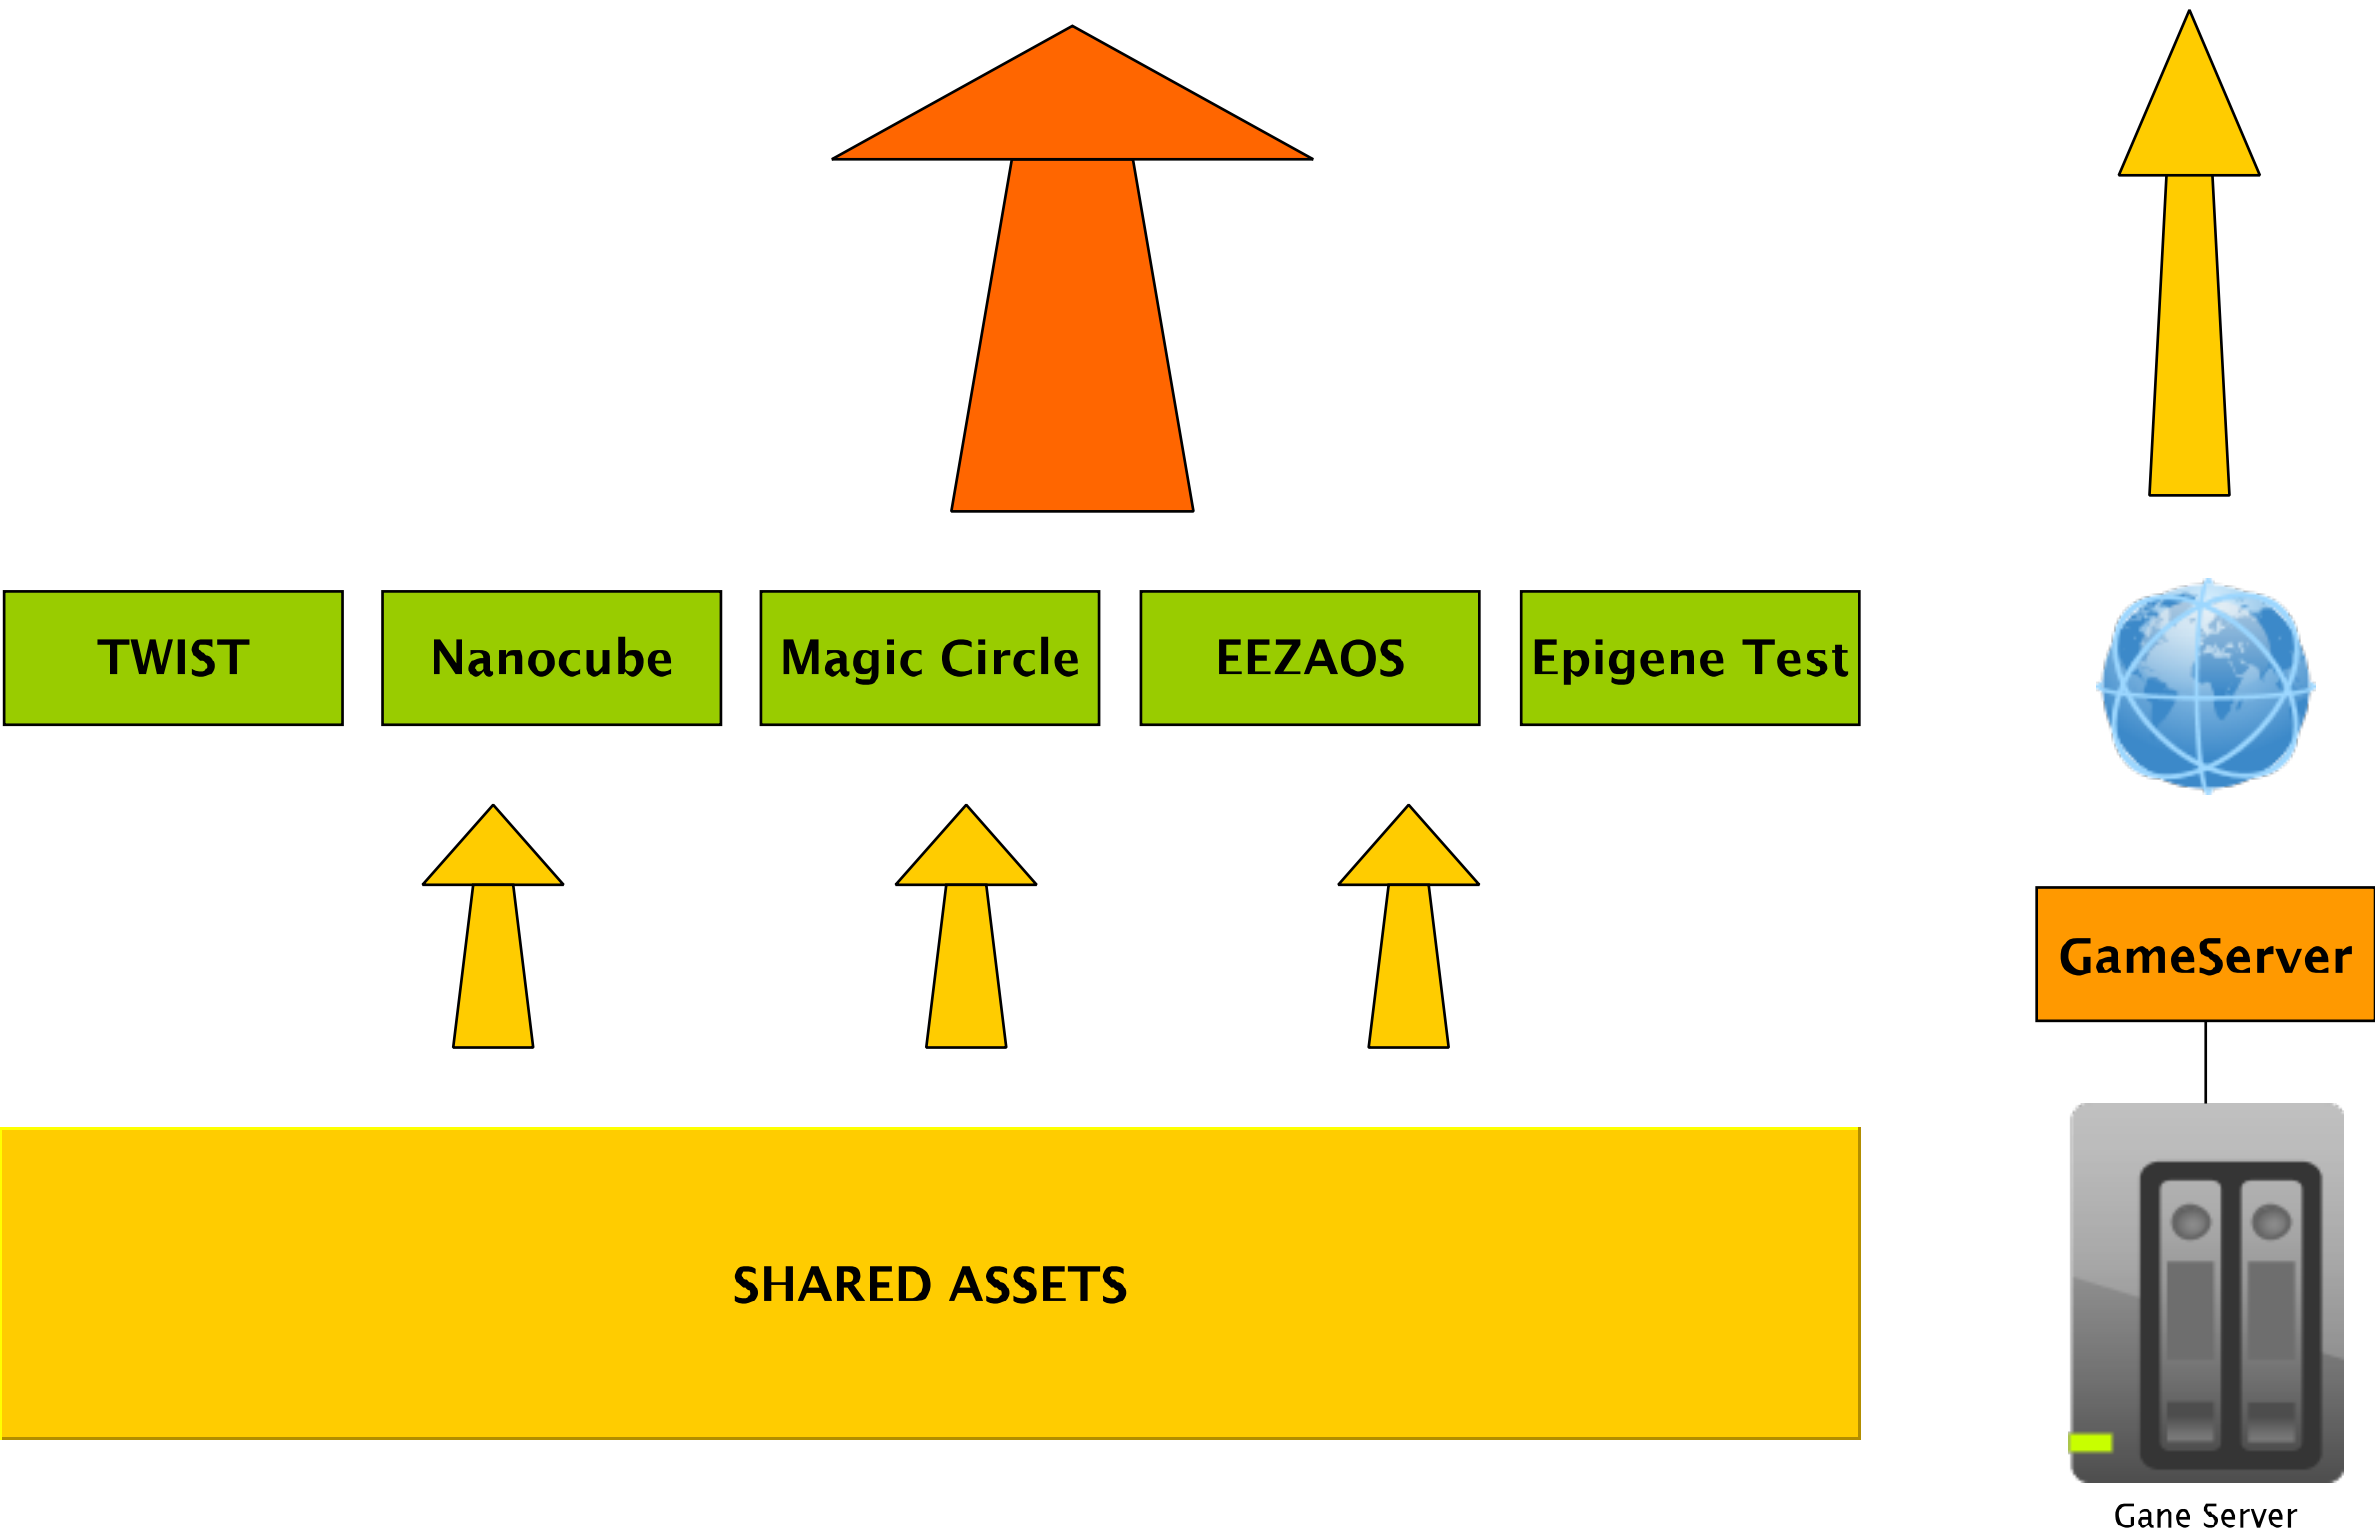 TWIST
Nanocube
Magic Circle
EEZAOS
Epigene Test
GameServer
SHARED ASSETS
Gane Server